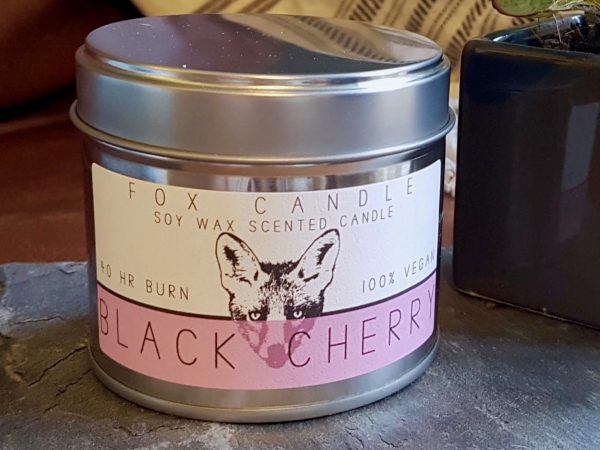 FOX CANDLE
SOY WAX SCENTED CANDLE
40 HR BURN
100% VEGAN
BLACK CHERRY